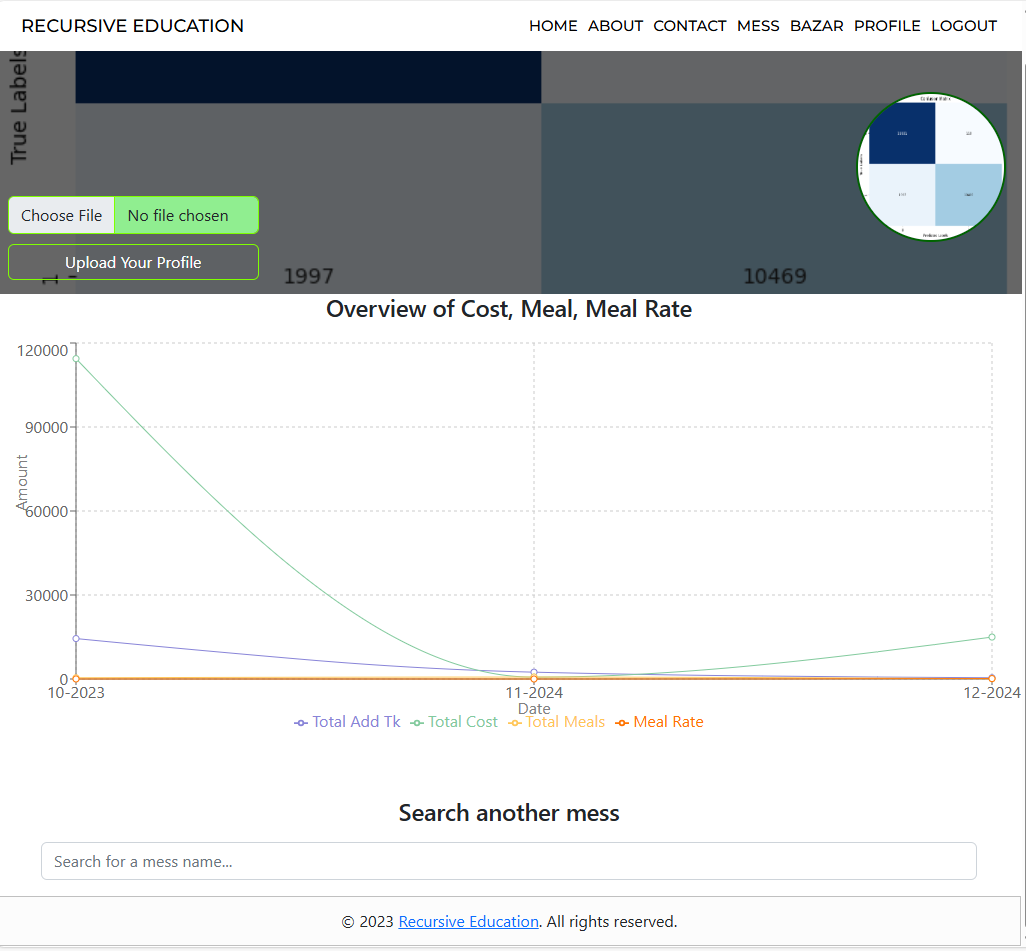 RECURSIVE EDUCATION HOME ABOUT CONTACT MESS BAZAR PROFILE LOGOUT
True Labels
Choose File No file chosen
Upload Your Profile
1 1997 10469
Overview of Cost, Meal, Meal Rate
120000
90000
60000
30000
0
Amount
10-2023 11-2024 12-2024
Date
Total Add Tk Total Cost Total Meals Meal Rate
Search another mess
Search for a mess name...
© 2023 Recursive Education. All rights reserved.